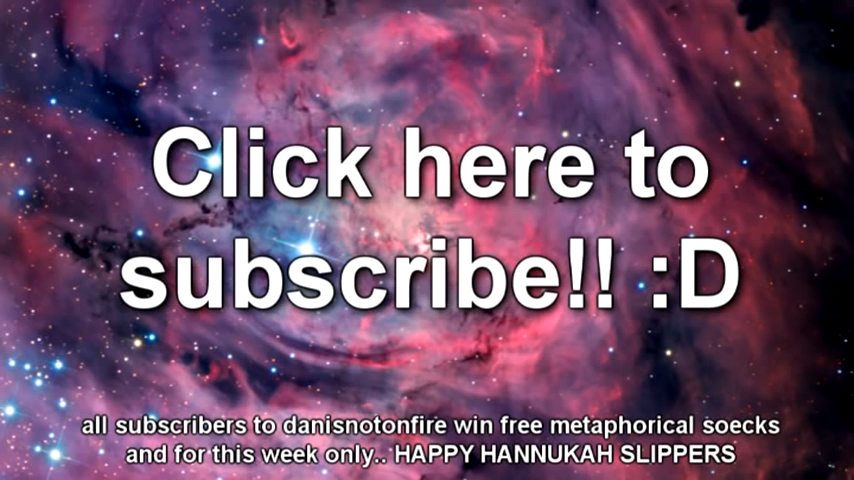 Click here to
subscribe!! :D
all subscribers to danisnotonfire win free metaphorical soecks
and for this week only.. HAPPY HANNUKAH SLIPPERS